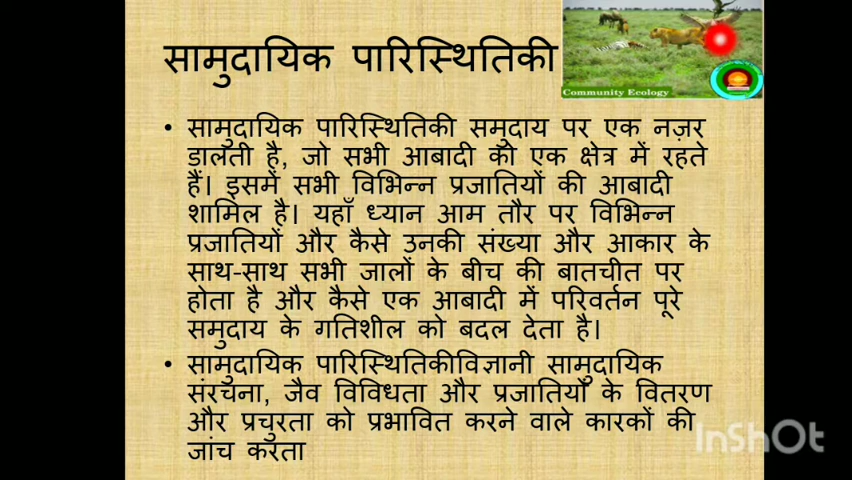 सामुदायिक पारिस्थितिकी
Community Ecology
• सामुदायिक पारिस्थितिकी समुदाय पर एक नज़र
डालती है, जो सभी आबादी की एक क्षेत्र में रहते
हैं। इसमें सभी विभिन्न प्रजातियों की आबादी
शामिल है। यहाँ ध्यान आम तौर पर विभिन्न
प्रजातियों और कैसे उनकी संख्या और आकार के
साथ-साथ सभी जालों के बीच की बातचीत पर
होता है और कैसे एक आबादी में परिवर्तन पूरे
समुदाय के गतिशील को बदल देता है।
• सामुदायिक पारिस्थितिकीविज्ञानी सामुदायिक
संरचना, जैव विविधता और प्रजातियों के वितरण
और प्रचुरता को प्रभावित करने वाले कारकों की
जांच करता
InShOt